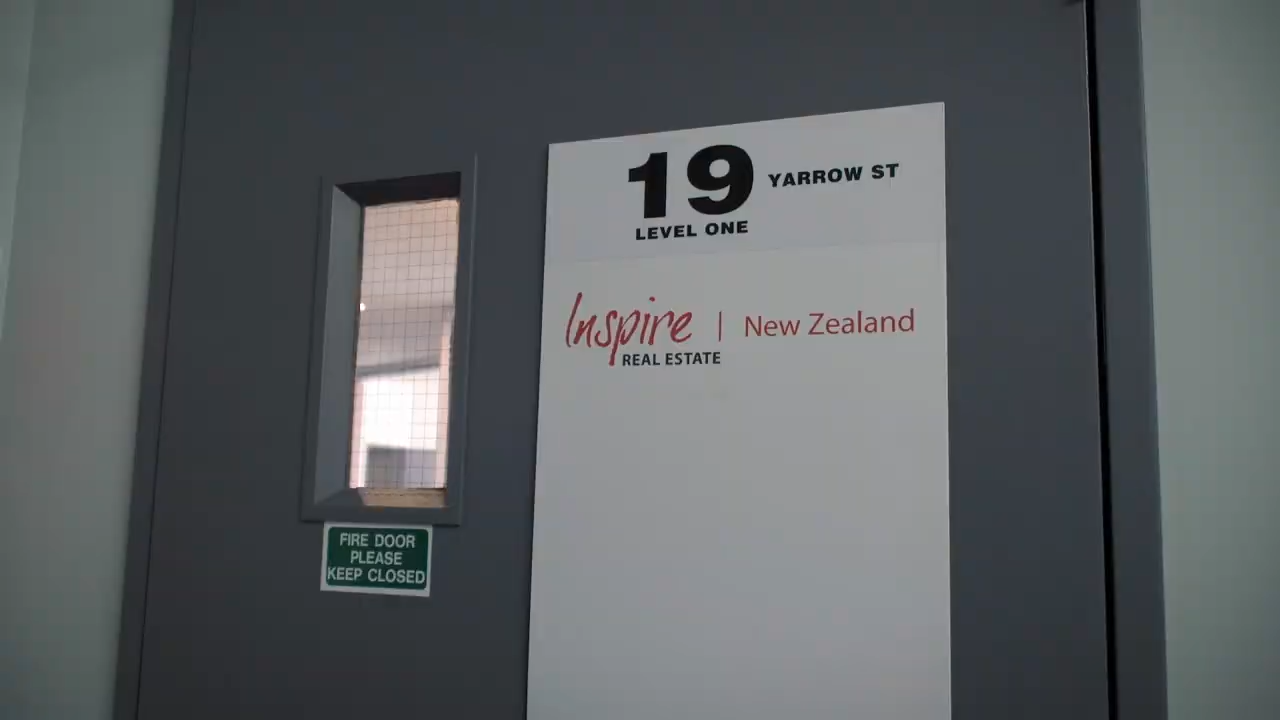 19 YARROW ST
LEVEL ONE
Inspire | New Zealand
REAL ESTATE
FIRE DOOR
PLEASE
KEEP CLOSED